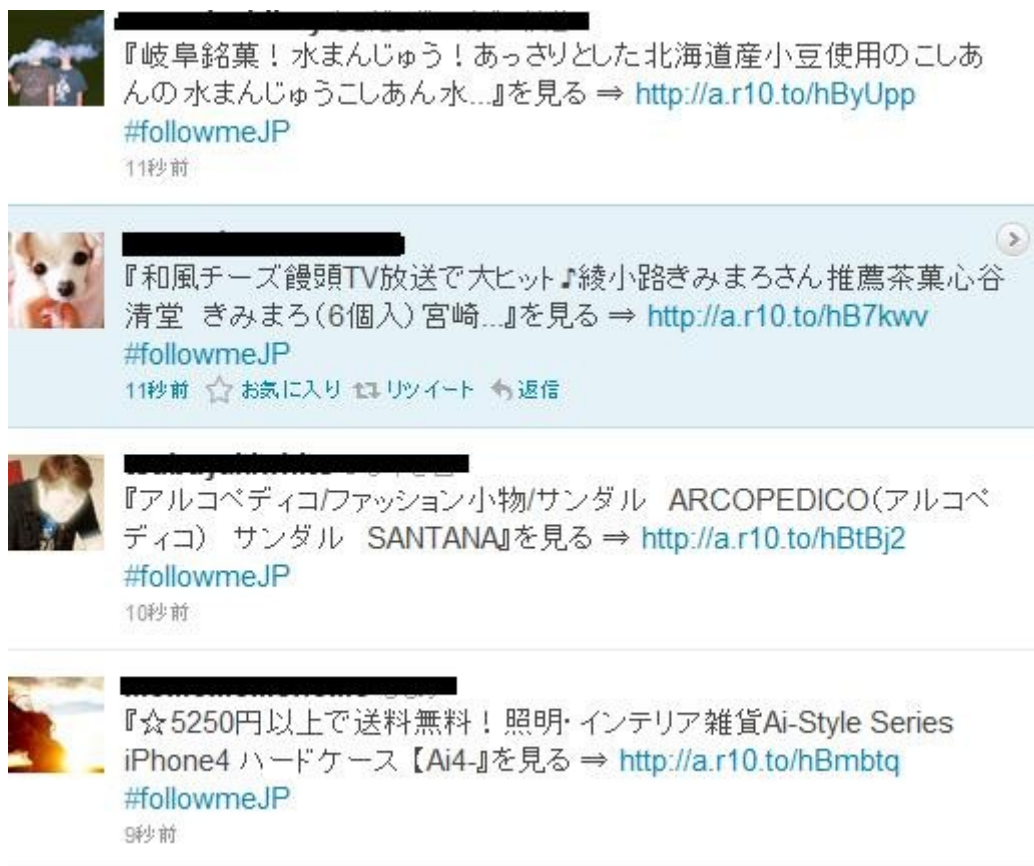 『岐阜銘菓！水まんじゅう！あっさりとした北海道産小豆使用のこしあ
んの水まんじゅうこしあん水...』を見る ⇒ http://a.r10.to/hByUpp
#followmeJP
11秒前
『和風チーズ饅頭TV放送で大ヒット♪綾小路きみまろさん推薦茶菓心谷
清堂 きみまろ（6個入）宮崎...』を見る ⇒ http://a.r10.to/hB7kwv
#followmeJP
11秒前 お気に入り リツイート 返信
『アルコペディコ/ファッション小物/サンダル　ARCOPEDICO（アルコペ
ディコ）　サンダル　SANTANA』を見る ⇒ http://a.r10.to/hBtBj2
#followmeJP
10秒前
『☆5250円以上で送料無料！照明・インテリア雑貨Ai-Style Series
iPhone4 ハードケース【Ai4-』を見る ⇒ http://a.r10.to/hBmbtq
#followmeJP
9秒前